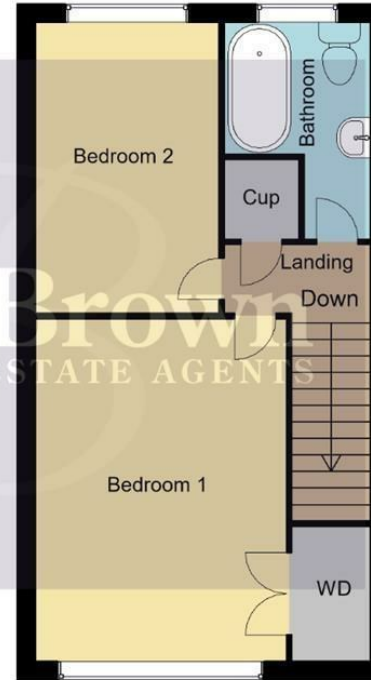 Bathroom
Bedroom 2
Cup
Landing
Down
Brown
STATE AGENTS
Bedroom 1
WD